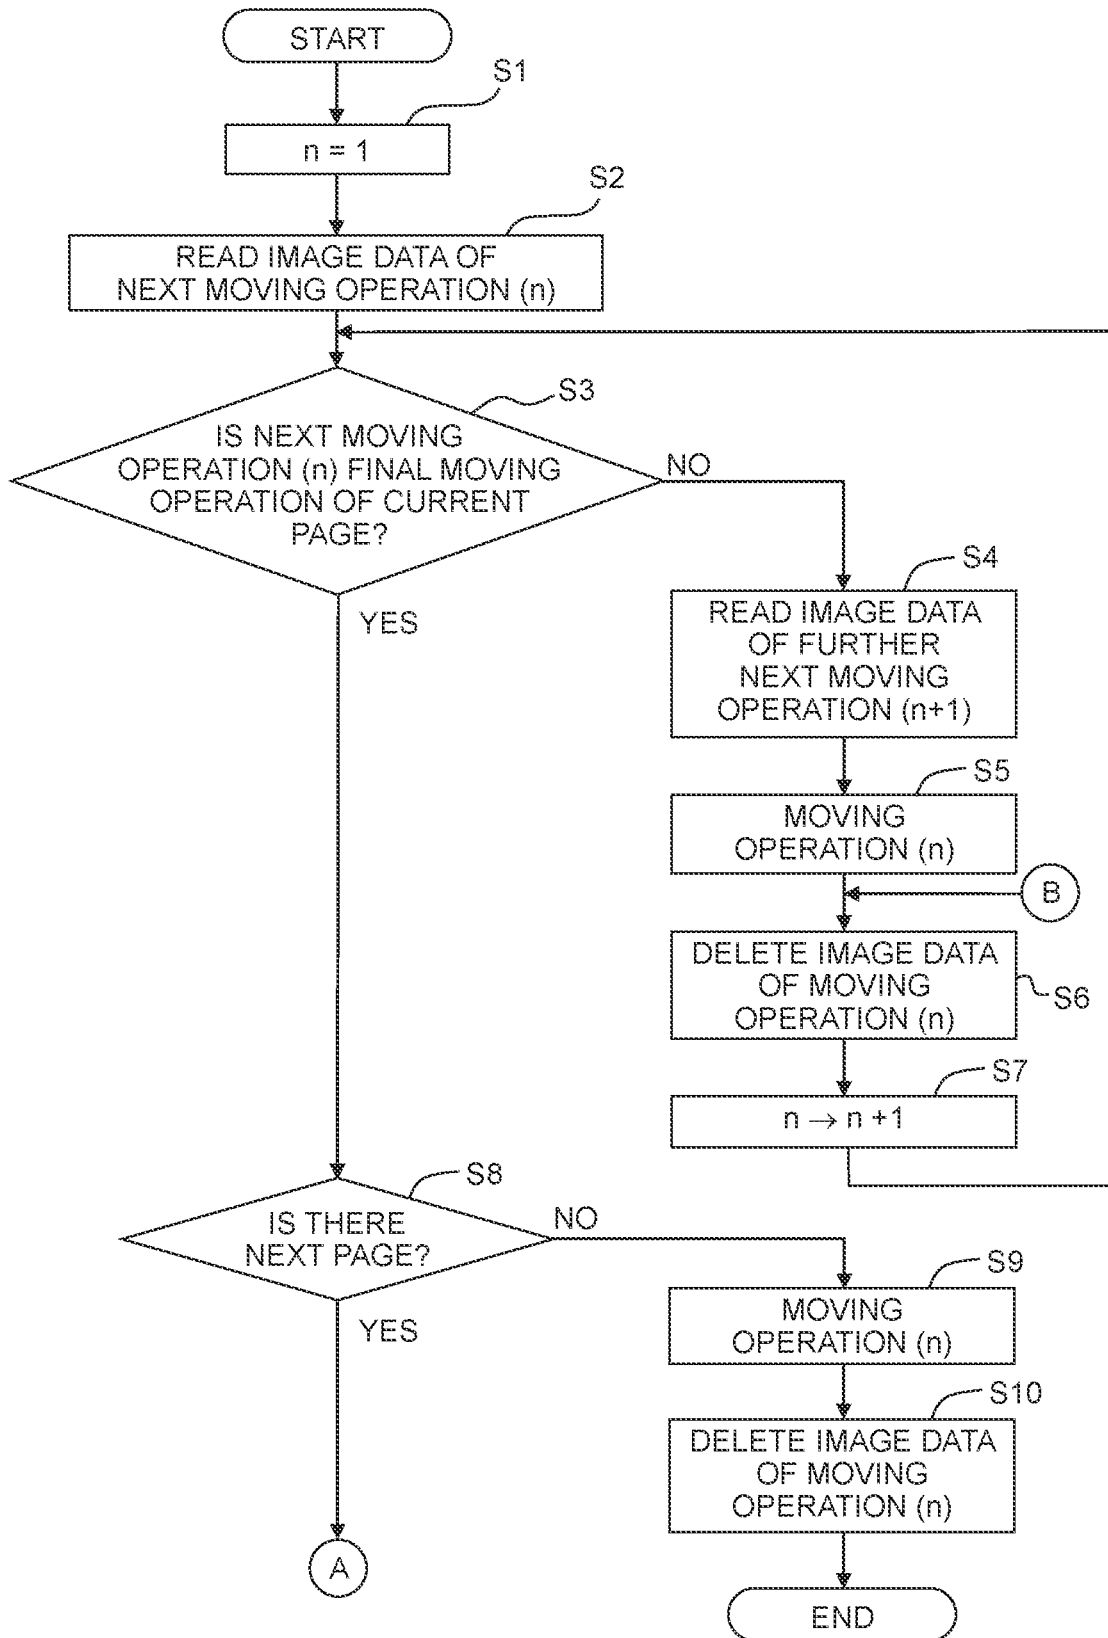 START
S1
n = 1
S2
READ IMAGE DATA OF
NEXT MOVING OPERATION (n)
S3
IS NEXT MOVING
OPERATION (n) FINAL MOVING
OPERATION OF CURRENT
PAGE?
NO
YES
S4
READ IMAGE DATA
OF FURTHER
NEXT MOVING
OPERATION (n+1)
S5
MOVING
OPERATION (n)
B
DELETE IMAGE DATA
OF MOVING
OPERATION (n)
S6
S7
n → n +1
S8
IS THERE
NEXT PAGE?
NO
YES
S9
MOVING
OPERATION (n)
S10
DELETE IMAGE DATA
OF MOVING
OPERATION (n)
A
END